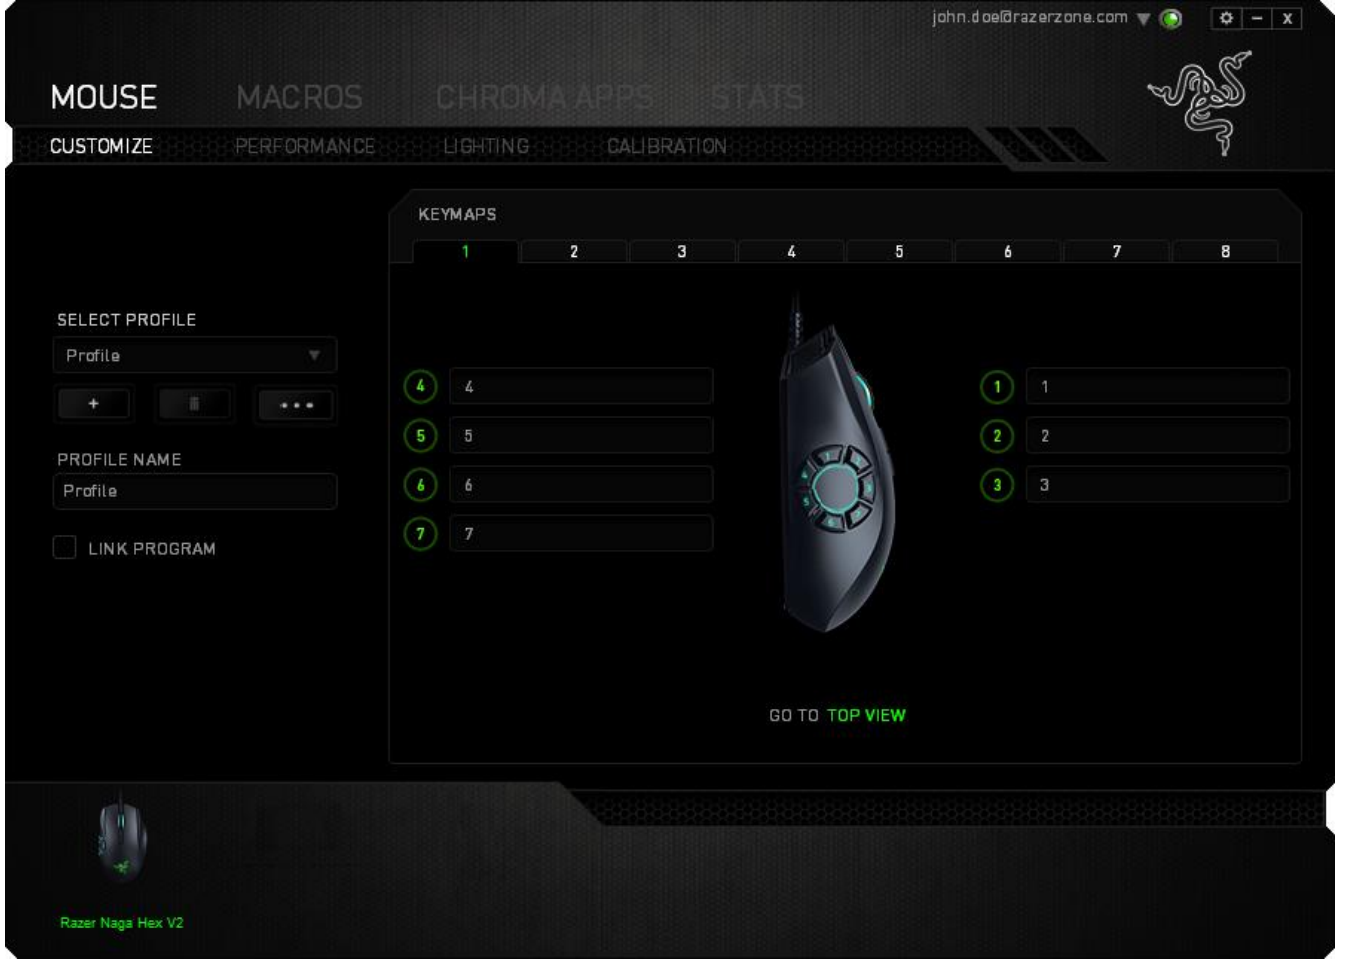 john.doe@razerzone.com
MOUSE MACROS CHROMA APPS STATS
CUSTOMIZE PERFORMANCE LIGHTING CALIBRATION
KEYMAPS
1 2 3 4 5 6 7 8
SELECT PROFILE
Profile
PROFILE NAME
Profile
LINK PROGRAM
4 4
5 5
6 6
7 7
1 1
2 2
3 3
GO TO TOP VIEW
Razer Naga Hex V2